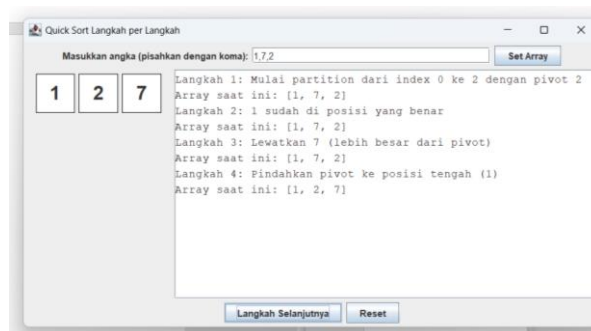 Quick Sort Langkah per Langkah
Masukkan angka (pisahkan dengan koma): 1,7,2 Set Array
1 2 7
Langkah 1: Mulai partition dari index 0 ke 2 dengan pivot 2
Array saat ini: [1, 7, 2]
Langkah 2: 1 sudah di posisi yang benar
Array saat ini: [1, 7, 2]
Langkah 3: Lewatkan 7 (lebih besar dari pivot)
Array saat ini: [1, 7, 2]
Langkah 4: Pindahkan pivot ke posisi tengah (1)
Array saat ini: [1, 2, 7]
Langkah Selanjutnya Reset